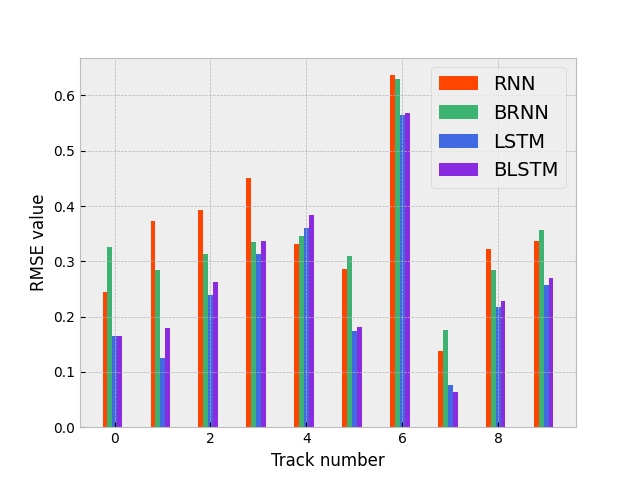 0.6
0.5
0.4
0.3
0.2
0.1
0.0
RMSE value
0 2 4 6 8
Track number
RNN
BRNN
LSTM
BLSTM